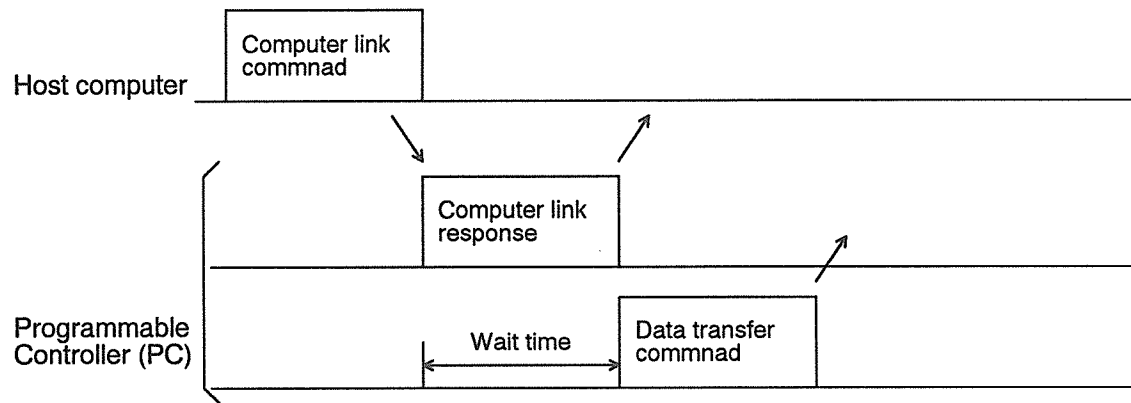 Computer link
commnad
Host computer
Computer link
response
Programmable
Controller (PC)
Wait time
Data transfer
commnad